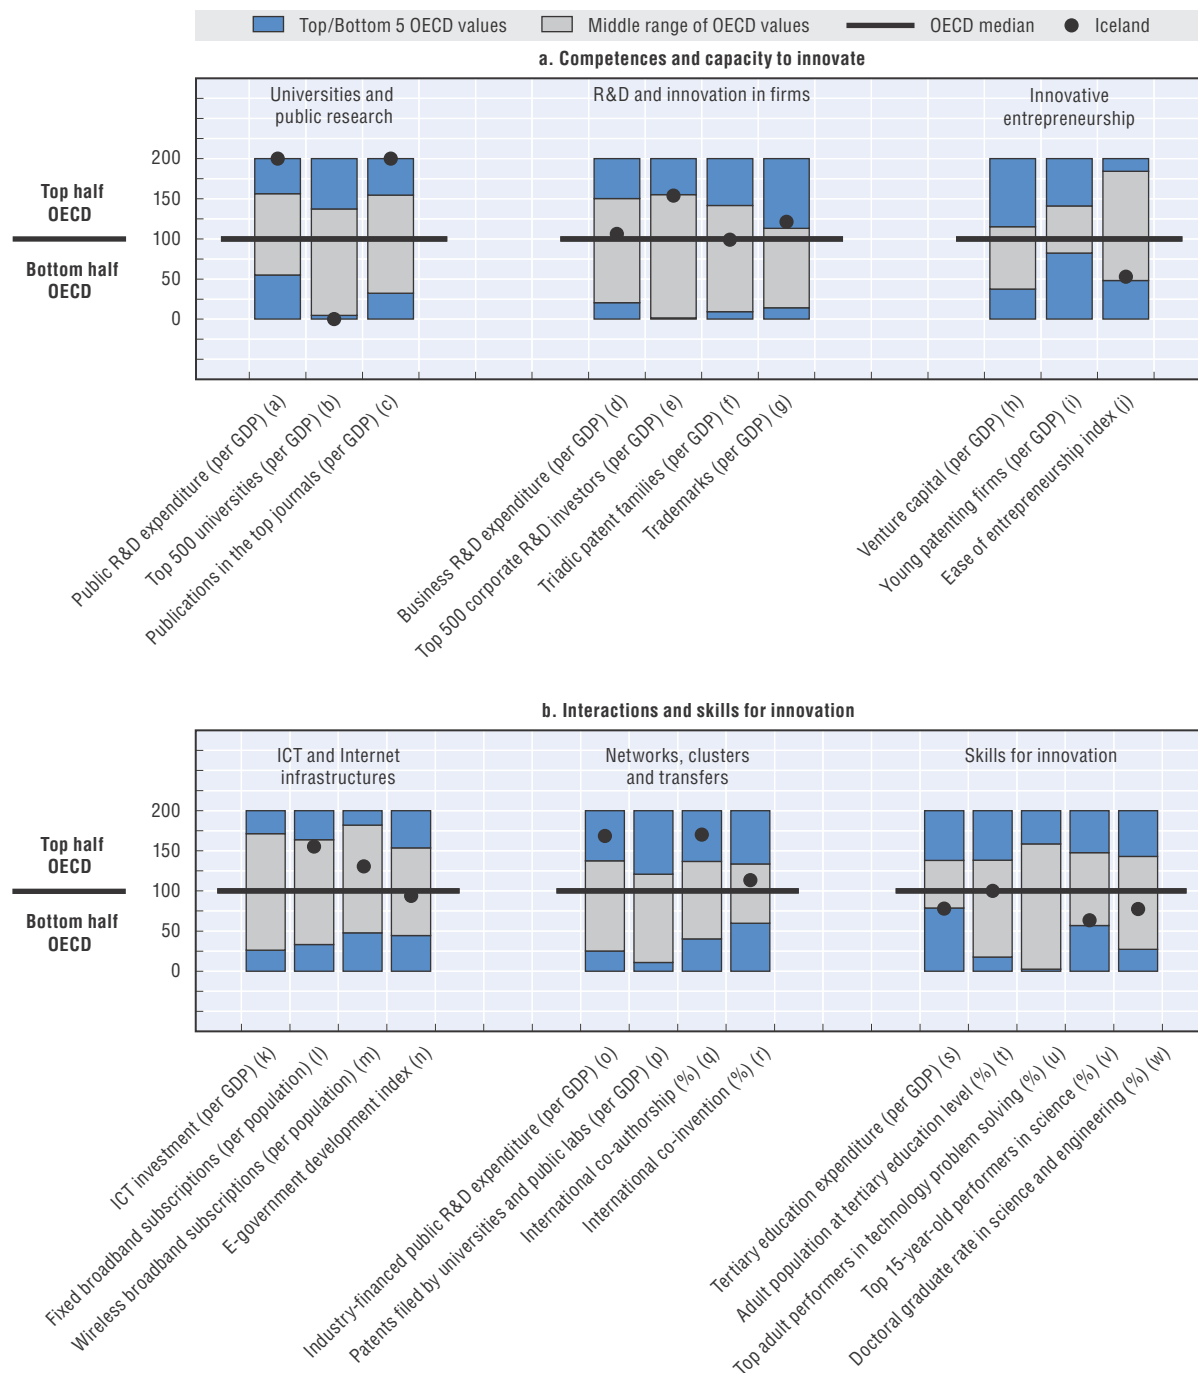 Top/Bottom 5 OECD values Middle range of OECD values OECD median Iceland
a. Competences and capacity to innovate
Universities and
public research
R&D and innovation in firms
Innovative
entrepreneurship
200
150
100
50
0
Top half
OECD
Bottom half
OECD
Public R&D expenditure (per GDP) (a)
Top 500 universities (per GDP) (b)
Publications in the top journals (per GDP) (c)
Business R&D expenditure (per GDP) (d)
Top 500 corporate R&D investors (per GDP) (e)
Triadic patent families (per GDP) (f)
Trademarks (per GDP) (g)
Venture capital (per GDP) (h)
Young patenting firms (per GDP) (i)
Ease of entrepreneurship index (j)
b. Interactions and skills for innovation
ICT and Internet
infrastructures
Networks, clusters
and transfers
Skills for innovation
200
150
100
50
0
Top half
OECD
Bottom half
OECD
ICT investment (per GDP) (k)
Fixed broadband subscriptions (per population) (l)
Wireless broadband subscriptions (per population) (m)
E-government development index (n)
Industry-financed public R&D expenditure (per GDP) (o)
Patents filed by universities and public labs (per GDP) (p)
International co-authorship (%) (q)
International co-invention (%) (r)
Tertiary education expenditure (per GDP) (s)
Adult population at tertiary education level (%) (t)
Top adult performers in technology problem solving (%) (u)
Top 15-year-old performers in science (%) (v)
Doctoral graduate rate in science and engineering (%) (w)